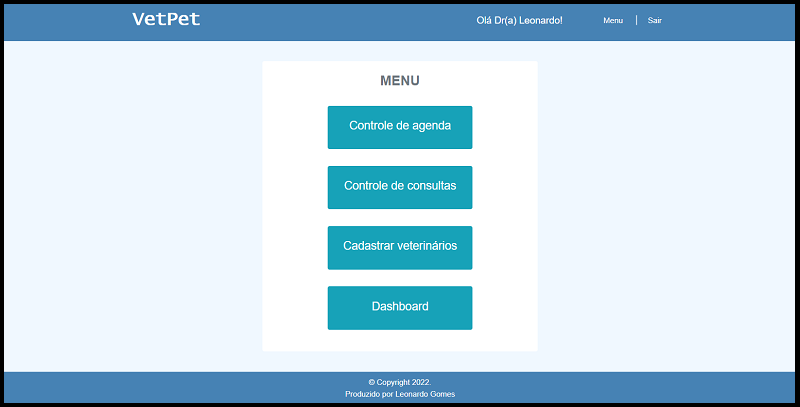 VetPet
Olá Dr(a) Leonardo!
Menu
Sair
MENU
Controle de agenda
Controle de consultas
Cadastrar veterinários
Dashboard
© Copyright 2022.
Produzido por Leonardo Gomes